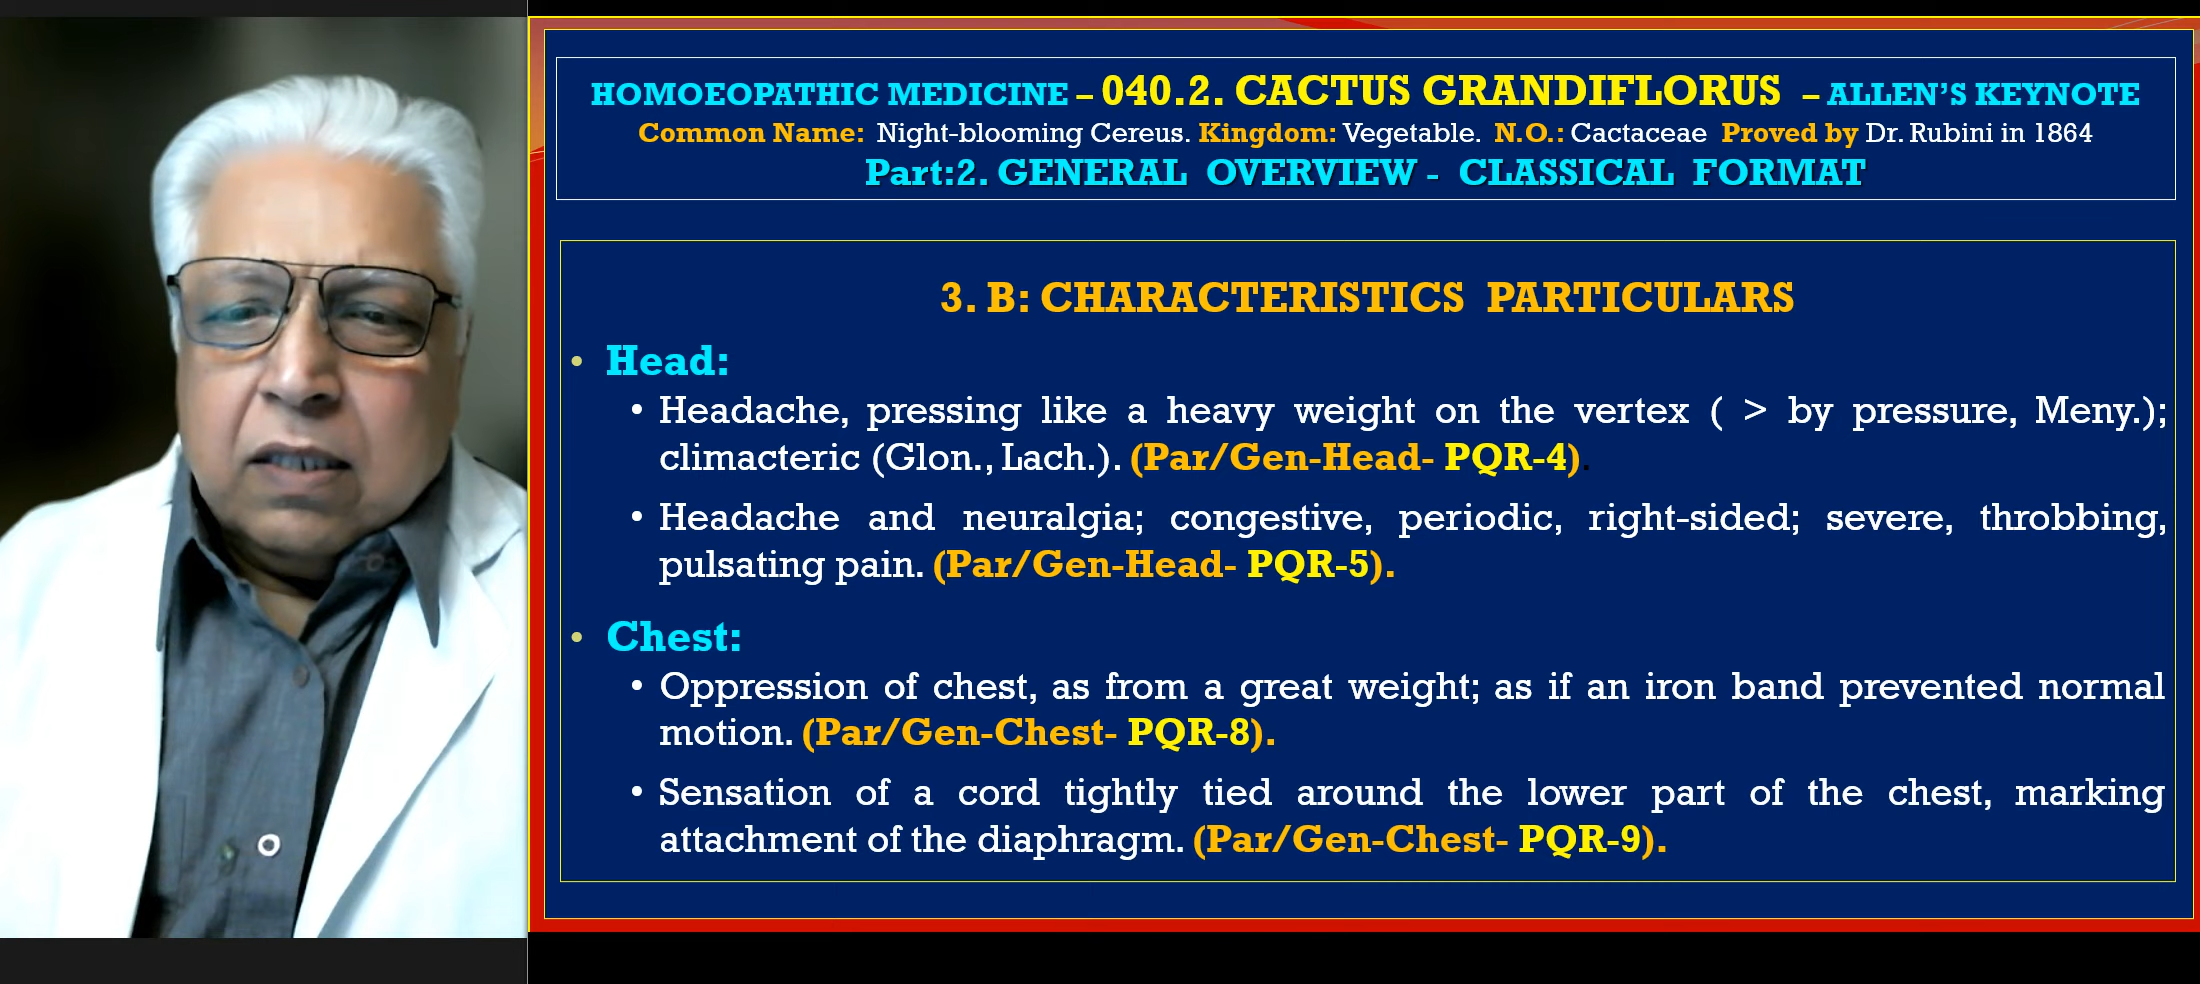 HOMOEOPATHIC MEDICINE – 040.2. CACTUS GRANDIFLORUS – ALLEN'S KEYNOTE
Common Name: Night-blooming Cereus. Kingdom: Vegetable. N.O.: Cactaceae Proved by Dr. Rubini in 1864
Part:2. GENERAL OVERVIEW - CLASSICAL FORMAT
3. B: CHARACTERISTICS PARTICULARS
• Head:
• Headache, pressing like a heavy weight on the vertex ( > by pressure, Meny.);
climacteric (Glon., Lach.). (Par/Gen-Head- PQR-4).
• Headache and neuralgia; congestive, periodic, right-sided; severe, throbbing,
pulsating pain. (Par/Gen-Head- PQR-5).
• Chest:
• Oppression of chest, as from a great weight; as if an iron band prevented normal
motion. (Par/Gen-Chest- PQR-8).
• Sensation of a cord tightly tied around the lower part of the chest, marking
attachment of the diaphragm. (Par/Gen-Chest- PQR-9).